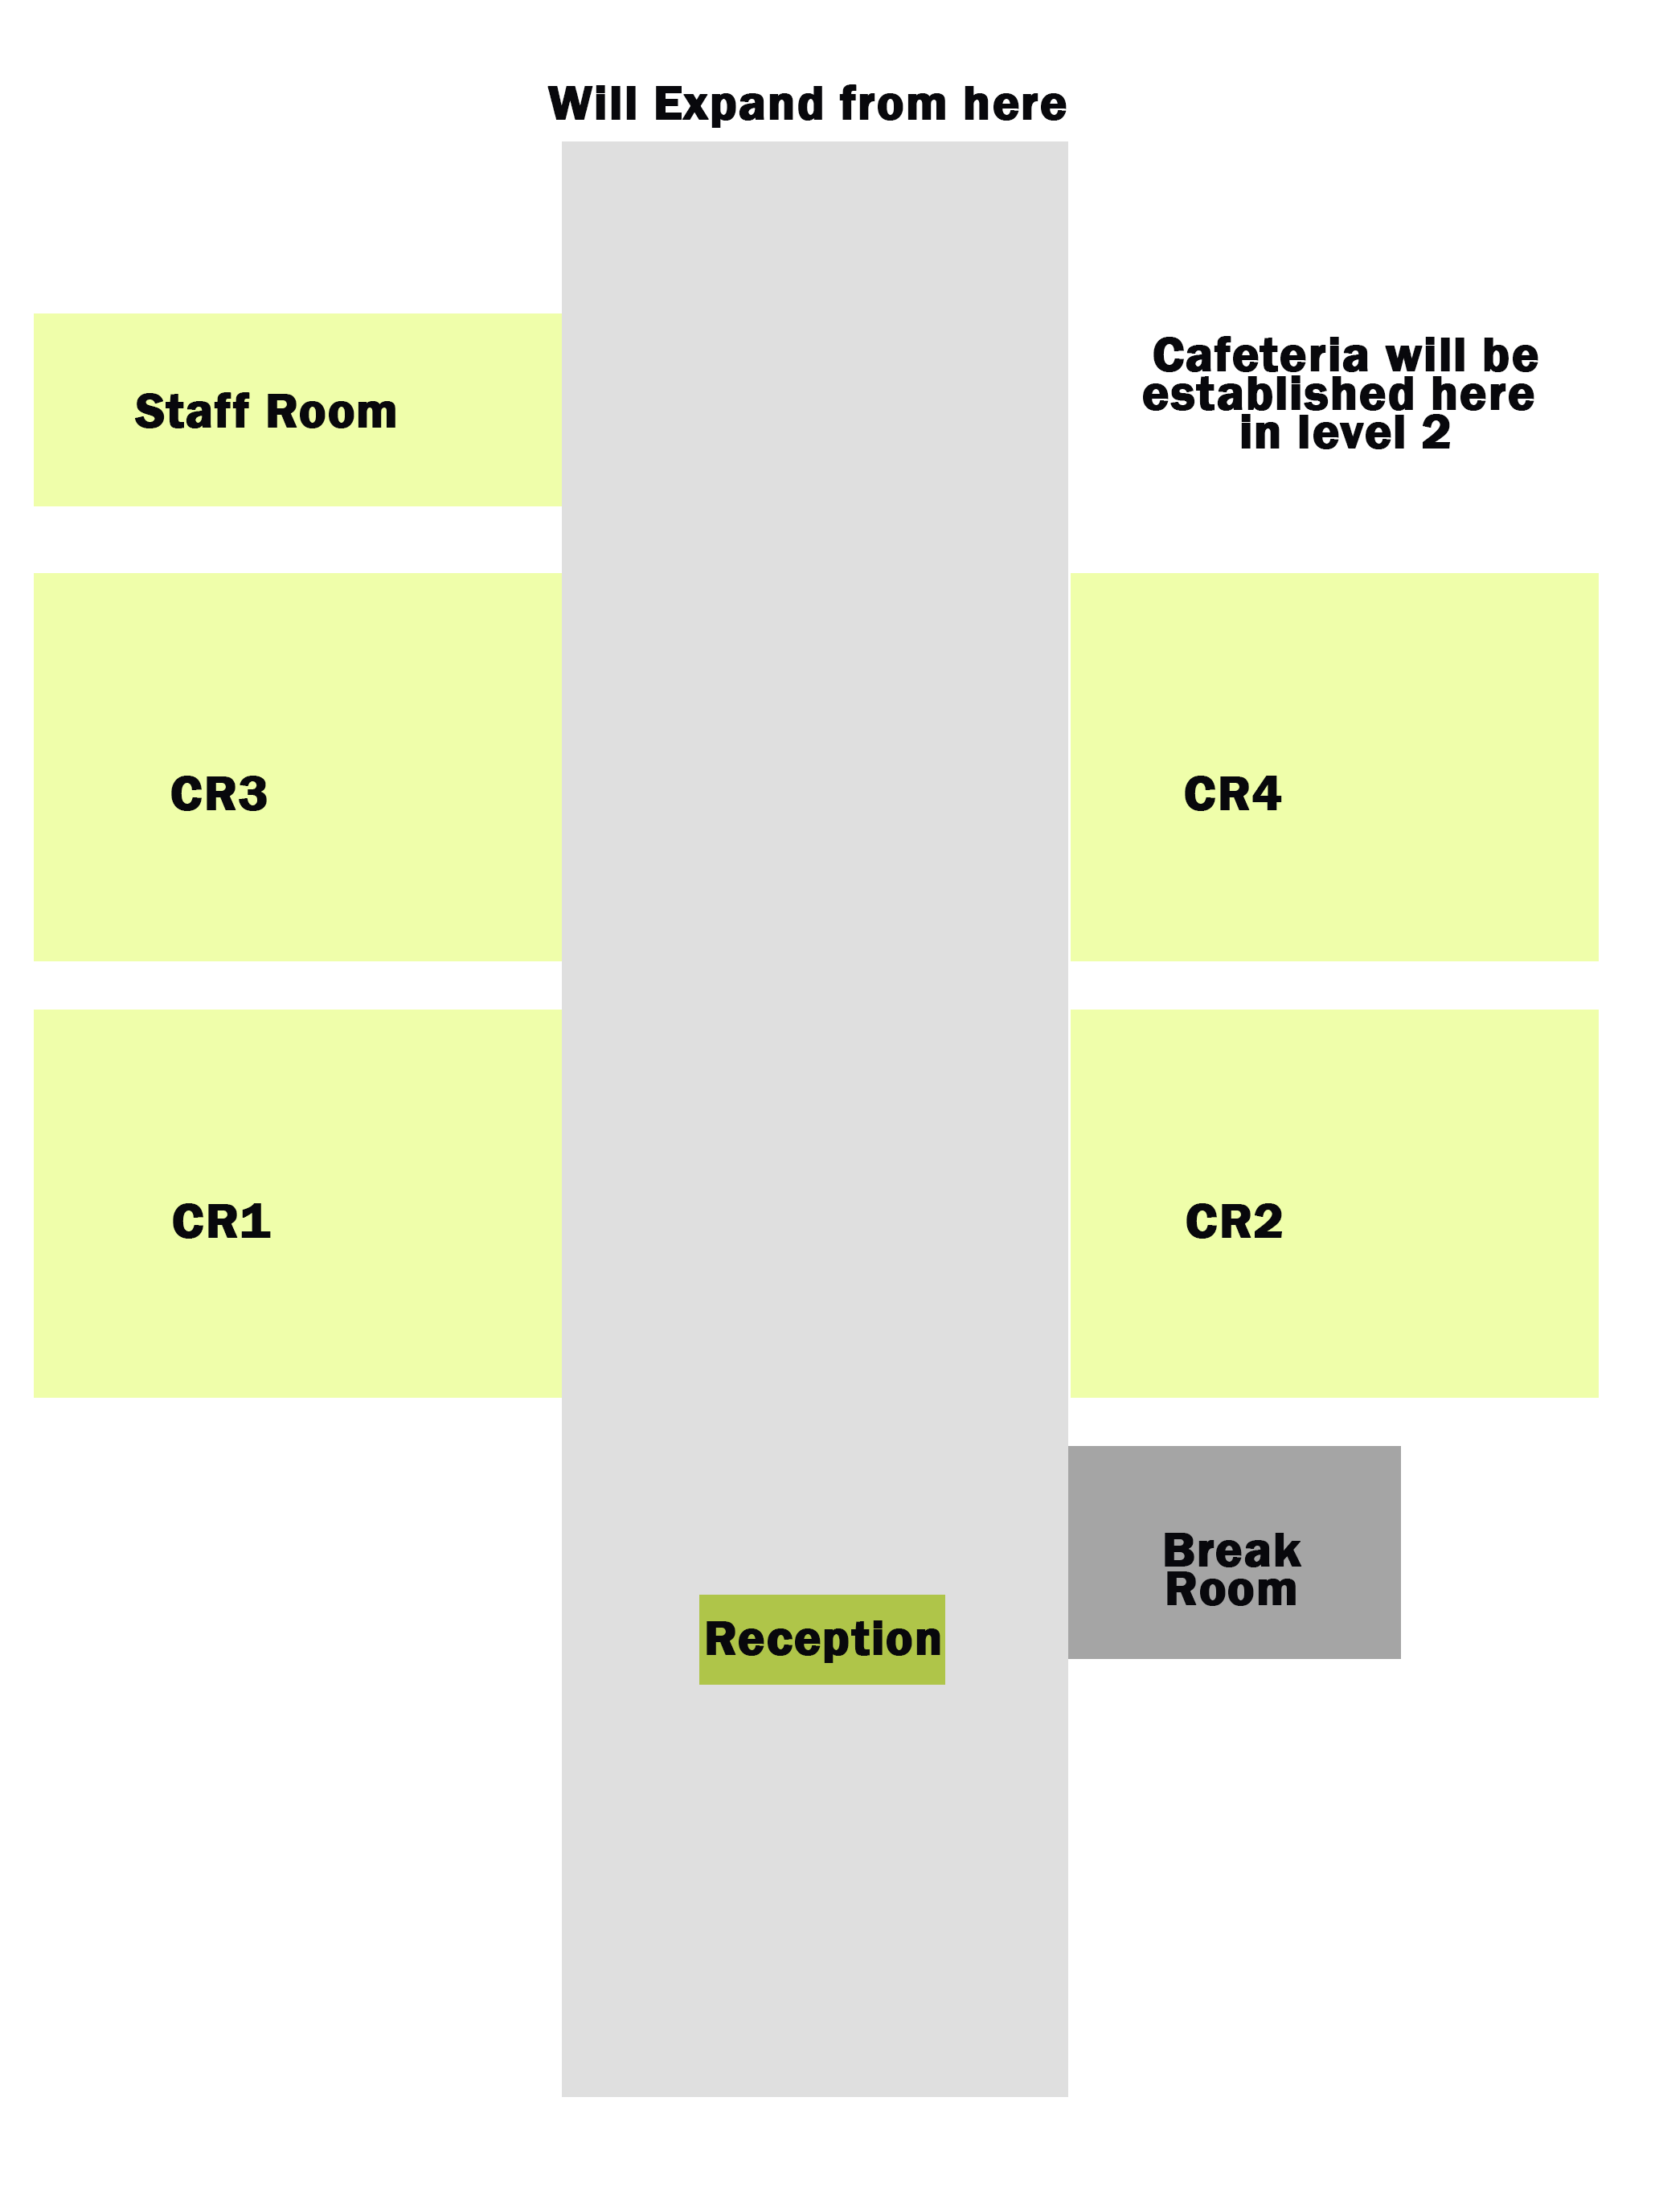 Will Expand from here
Staff Room
Cafeteria will be
established here
in level 2
CR3
CR4
CR1
CR2
Break
Room
Reception